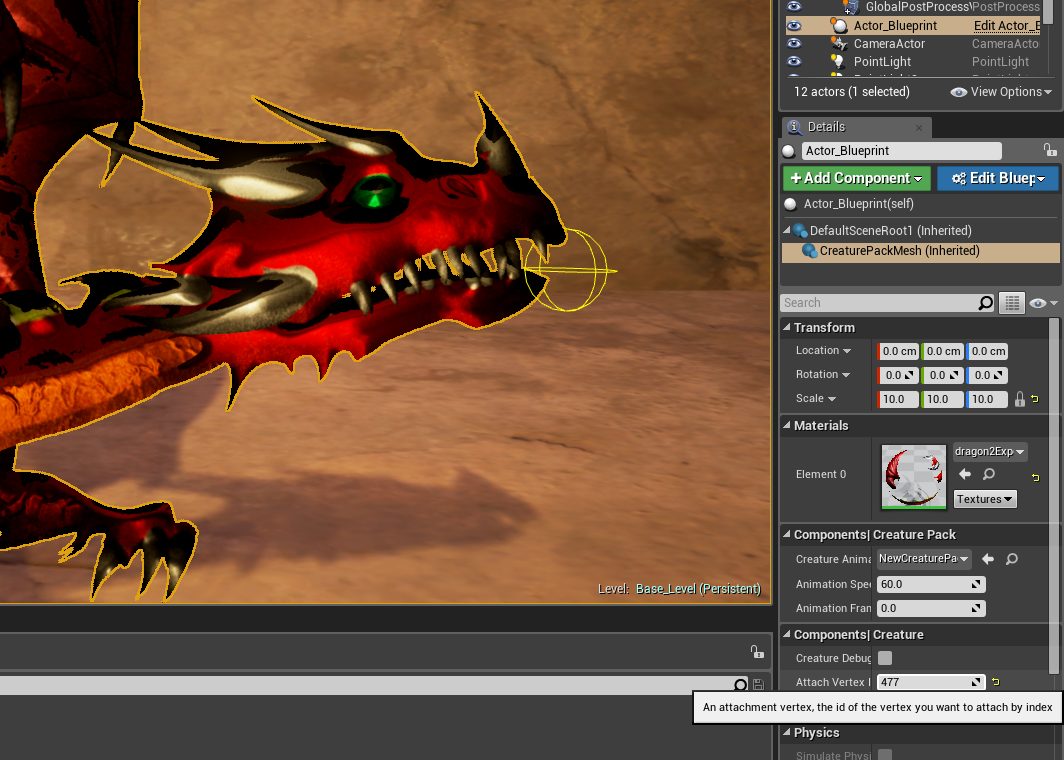 GlobalPostProcess\ PostProcess
Actor_Blueprint Edit Actor_E
CameraActor CameraActo
PointLight PointLight
12 actors (1 selected) View Options
Details
Actor_Blueprint
+Add Component Edit Bluep
Actor_Blueprint(self)
DefaultSceneRoot1 (Inherited)
CreaturePackMesh (Inherited)
Search
Transform
Location 0.0 cm 0.0 cm 0.0 cm
Rotation 0.0 0.0 0.0
Scale 10.0 10.0 10.0
Materials
Element 0 dragon2Exp
Textures
Components| Creature Pack
Creature Anima NewCreaturePa
Animation Spe 60.0
Animation Fran 0.0
Components| Creature
Creature Debug
Attach Vertex I 477
An attachment vertex, the id of the vertex you want to attach by index
Physics
Simulate Physi
Level: Base_Level (Persistent)